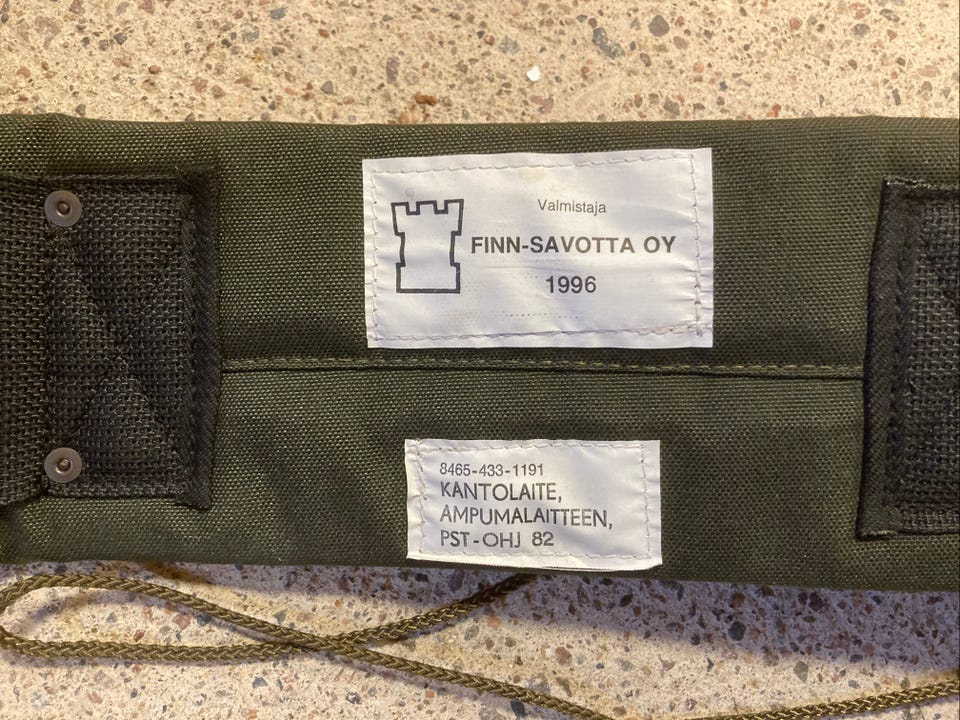 Valmistaja
FINN-SAVOTTA OY
1996
8465-433-1191
KANTOLAITE,
AMPUMALAITTEEN,
PST-OHJ 82